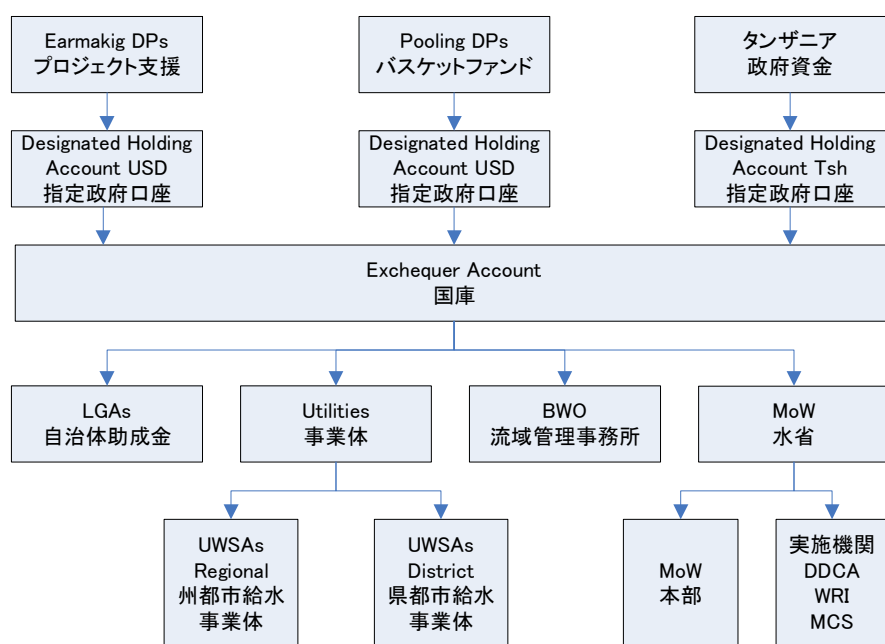 Earmakig DPs
プロジェクト支援
Pooling DPs
バスケットファンド
タンザニア
政府資金
Designated Holding
Account USD
指定政府口座
Designated Holding
Account USD
指定政府口座
Designated Holding
Account Tsh
指定政府口座
Exchequer Account
国庫
LGAs
自治体助成金
Utilities
事業体
BWO
流域管理事務所
MoW
水省
UWSAs
Regional
州都市給水
事業体
UWSAs
District
県都市給水
事業体
MoW
本部
実施機関
DDCA
WRI
MCS